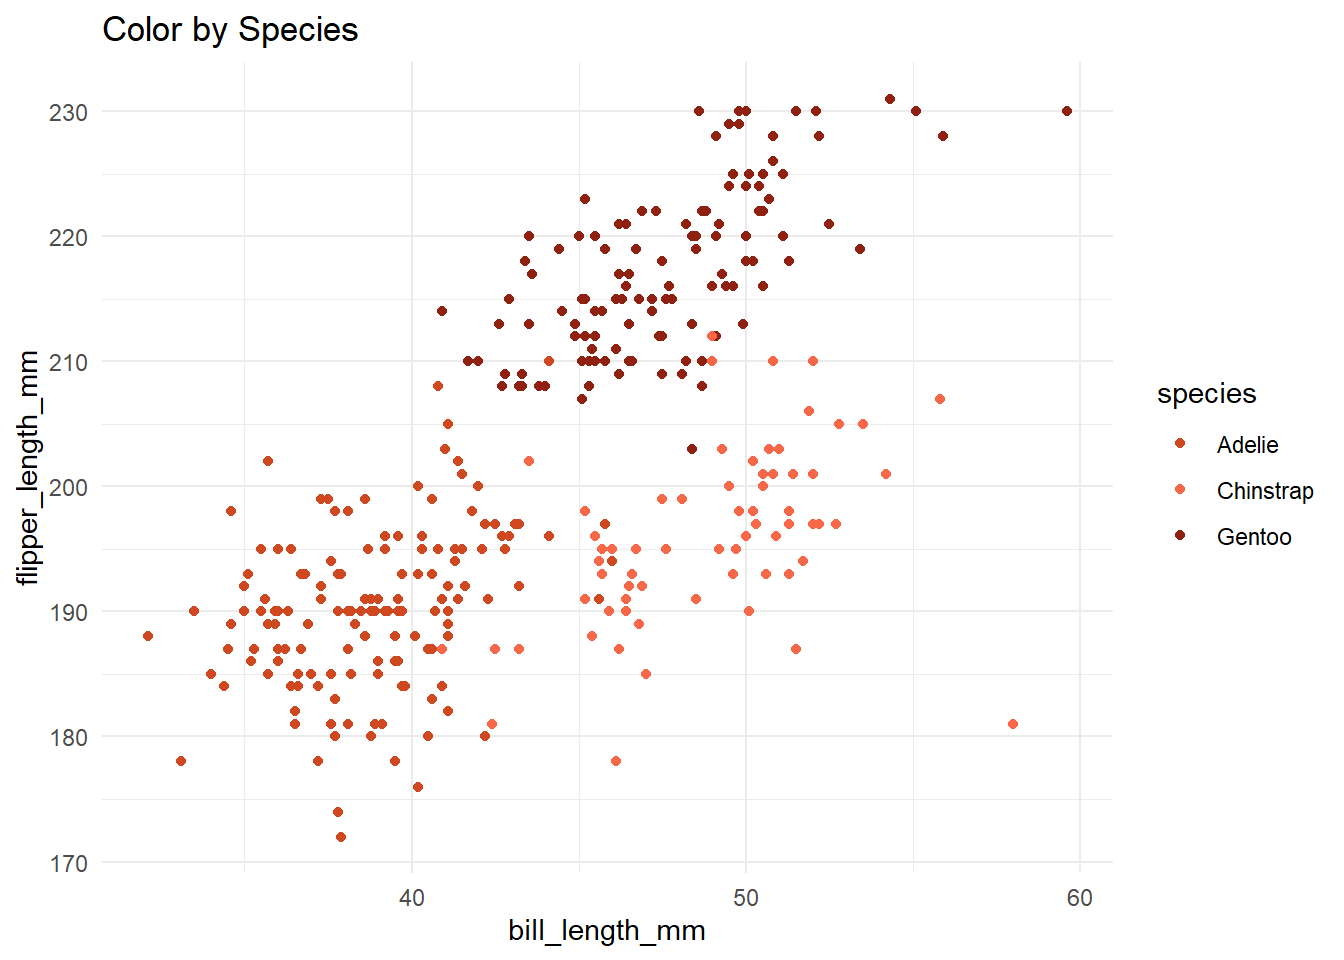 Color by Species
230
220
210
200
190
180
170
flipper_length_mm
40 50 60
bill_length_mm
species
Adelie
Chinstrap
Gentoo